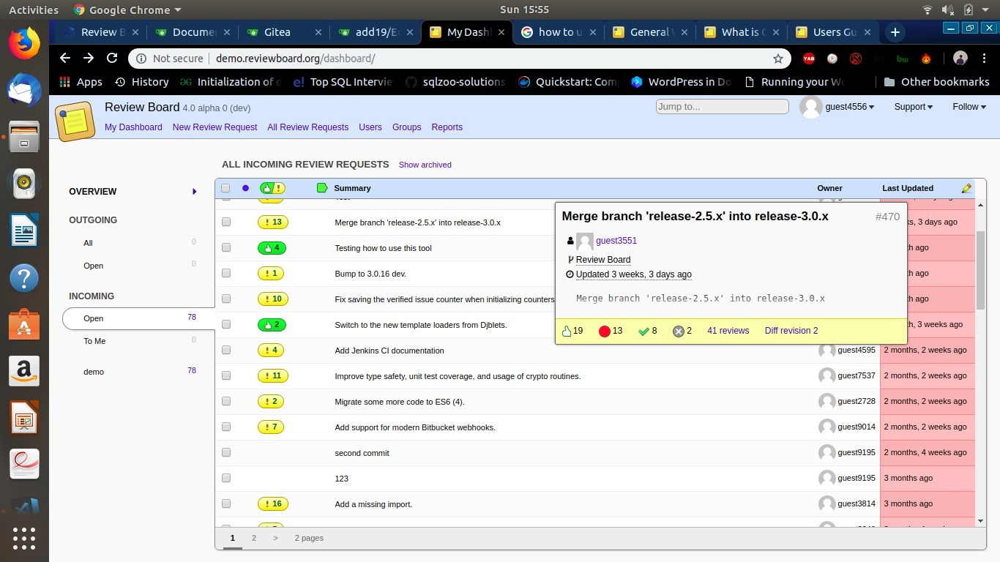 Activities Google Chrome Sun 15:55
Review B Documen Gitea add19/Ec My Dash how to u General What is Users Gu
Not secure demo.reviewboard.org/dashboard/ YAB bw
Apps History Initialization of Top SQL Intervie sqlzoo-solutions Quickstart: Com WordPress in Do Running your W Other bookmarks
Review Board 4.0 alpha 0 (dev) Jump to... guest4556 Support Follow
My Dashboard New Review Request All Review Requests Users Groups Reports
ALL INCOMING REVIEW REQUESTS Show archived
OVERVIEW
OUTGOING
All 0
Open 0
INCOMING
Open 78
To Me 0
demo 78
Summary Owner Last Updated
! 13 Merge branch 'release-2.5.x' into release-3.0.x s, 3 days ago
4 Testing how to use this tool th ago
! 1 Bump to 3.0.16 dev. th ago
! 10 Fix saving the verified issue counter when initializing counters th ago
2 Switch to the new template loaders from Djblets. th, 3 weeks ago
! 4 Add Jenkins CI documentation guest4595 2 months, 2 weeks ago
! 11 Improve type safety, unit test coverage, and usage of crypto routines. guest7537 2 months, 2 weeks ago
! 2 Migrate some more code to ES6 (4). guest2728 2 months, 2 weeks ago
! 7 Add support for modern Bitbucket webhooks. guest9014 2 months, 2 weeks ago
second commit guest9195 2 months, 4 weeks ago
123 guest9195 3 months ago
! 16 Add a missing import. guest3814 3 months ago
Merge branch 'release-2.5.x' into release-3.0.x #470
guest3551
Review Board
Updated 3 weeks, 3 days ago
Merge branch 'release-2.5.x' into release-3.0.x
19 13 8 2 41 reviews Diff revision 2
1 2 > 2 pages